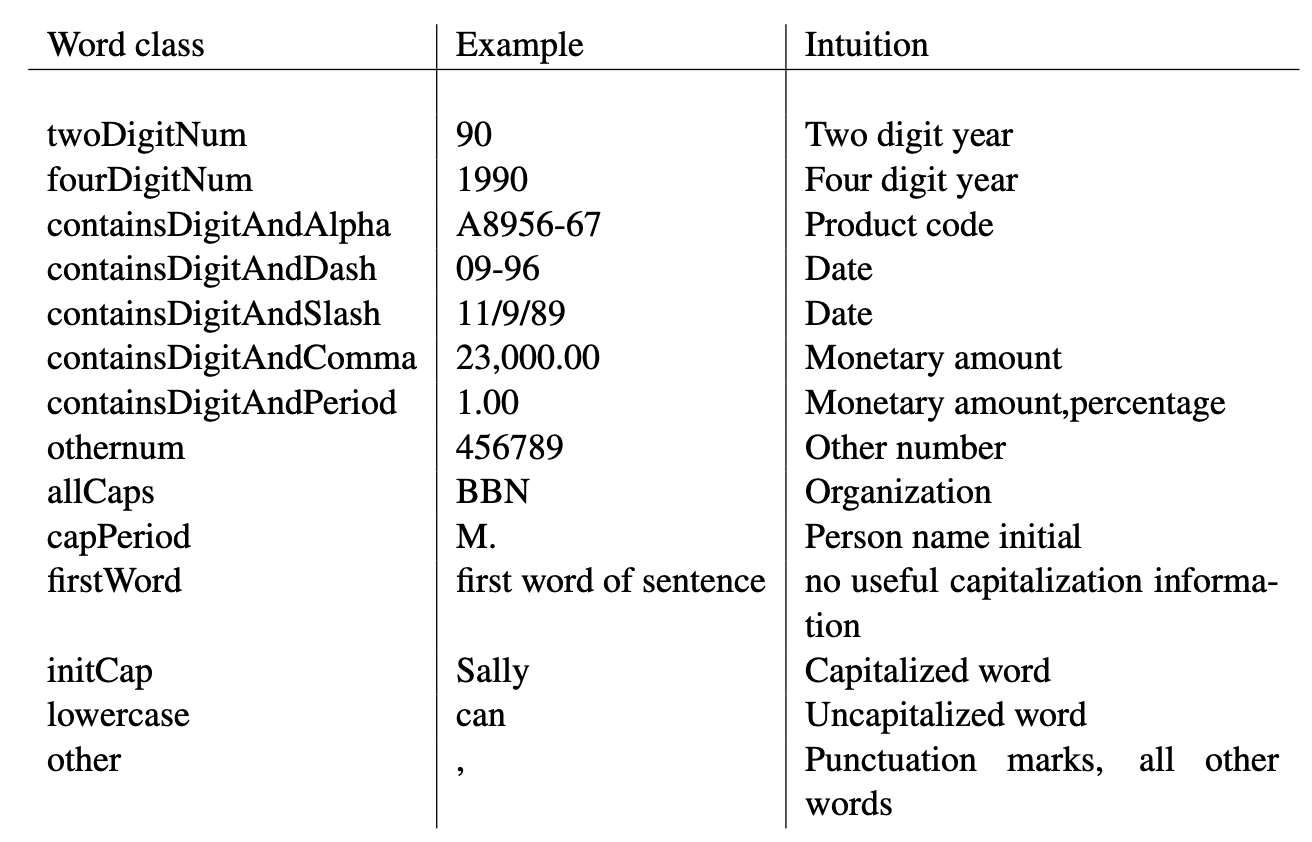 Word class Example Intuition
twoDigitNum 90 Two digit year
fourDigitNum 1990 Four digit year
containsDigitAndAlpha A8956-67 Product code
containsDigitAndDash 09-96 Date
containsDigitAndSlash 11/9/89 Date
containsDigitAndComma 23,000.00 Monetary amount
containsDigitAndPeriod 1.00 Monetary amount,percentage
othernum 456789 Other number
allCaps BBN Organization
capPeriod M. Person name initial
firstWord first word of sentence no useful capitalization informa-
tion
initCap Sally Capitalized word
lowercase can Uncapitalized word
other , Punctuation marks, all other
words